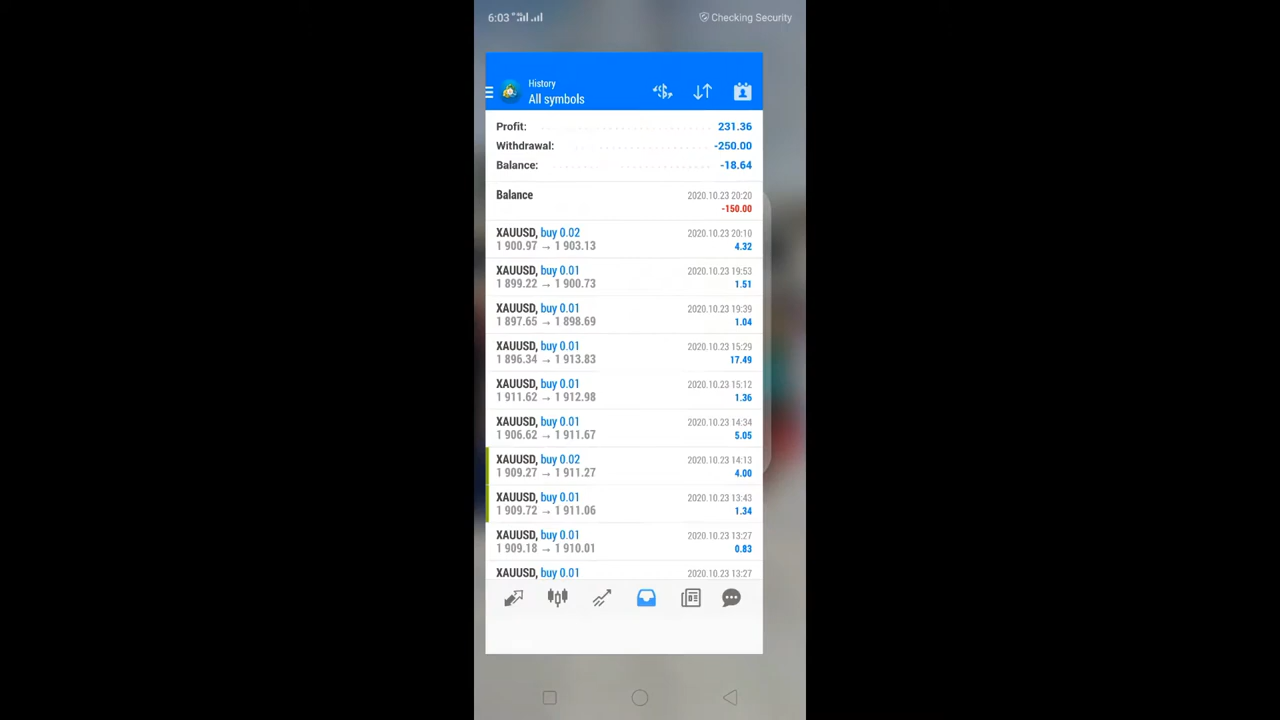 6:03
Checking Security
History
All symbols
Profit: 231.36
Withdrawal: -250.00
Balance: -18.64
Balance 2020.10.23 20:20
-150.00
XAUUSD, buy 0.02 2020.10.23 20:10
1 900.97 → 1 903.13 4.32
XAUUSD, buy 0.01 2020.10.23 19:53
1 899.22 → 1 900.73 1.51
XAUUSD, buy 0.01 2020.10.23 19:39
1 897.65 → 1 898.69 1.04
XAUUSD, buy 0.01 2020.10.23 15:29
1 896.34 → 1 913.83 17.49
XAUUSD, buy 0.01 2020.10.23 15:12
1 911.62 → 1 912.98 1.36
XAUUSD, buy 0.01 2020.10.23 14:34
1 906.62 → 1 911.67 5.05
XAUUSD, buy 0.02 2020.10.23 14:13
1 909.27 → 1 911.27 4.00
XAUUSD, buy 0.01 2020.10.23 13:43
1 909.72 → 1 911.06 1.34
XAUUSD, buy 0.01 2020.10.23 13:27
1 909.18 → 1 910.01 0.83
XAUUSD, buy 0.01 2020.10.23 13:27